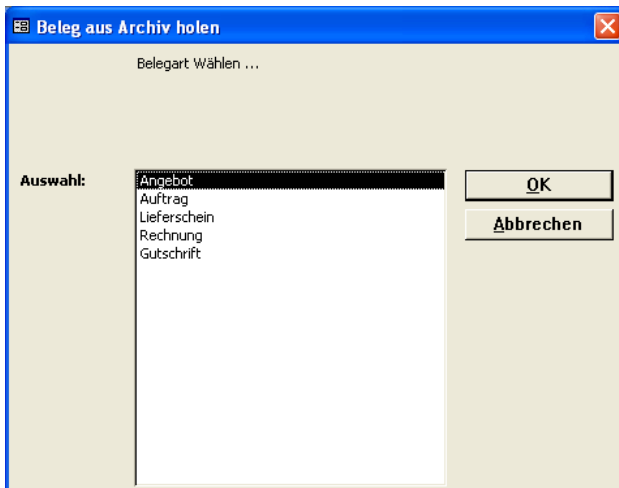 Beleg aus Archiv holen
Belegart Wählen ...
Auswahl:
Angebot
Auftrag
Lieferschein
Rechnung
Gutschrift
OK
Abbrechen